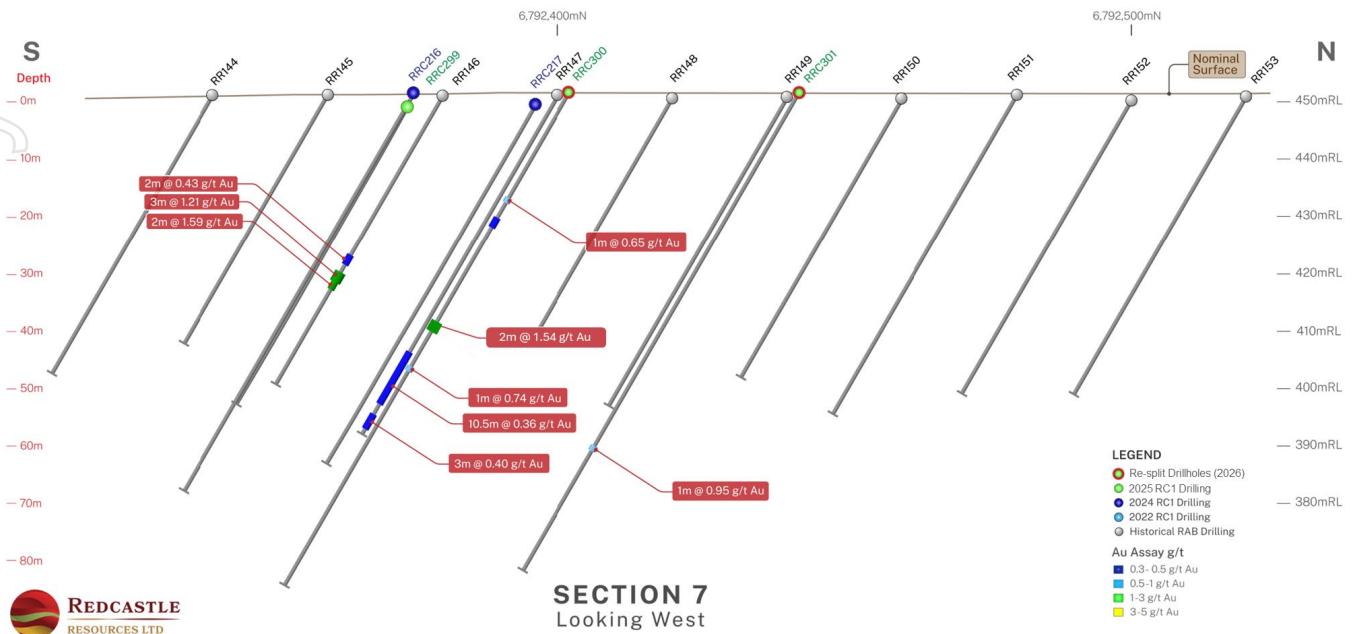 6,792,400mN
6,792,500mN
S
N
Depth
RR144
RR145
RRC216
RRC299
RR146
RRC217
RR147
RRC300
RR148
RR149
RRC301
RR150
RR151
RR152
RR153
Nominal
Surface
0m
10m
20m
30m
40m
50m
60m
70m
80m
450mRL
440mRL
430mRL
420mRL
410mRL
400mRL
390mRL
380mRL
2m @ 0.43 g/t Au
3m @ 1.21 g/t Au
2m @ 1.59 g/t Au
1m @ 0.65 g/t Au
2m @ 1.54 g/t Au
1m @ 0.74 g/t Au
10.5m @ 0.36 g/t Au
3m @ 0.40 g/t Au
1m @ 0.95 g/t Au
LEGEND
Re-split Drillholes (2026)
2025 RC1 Drilling
2024 RC1 Drilling
2022 RC1 Drilling
Historical RAB Drilling
Au Assay g/t
0.3- 0.5 g/t Au
0.5-1 g/t Au
1-3 g/t Au
3-5 g/t Au
REDCASTLE
RESOURCES LTD
SECTION 7
Looking West